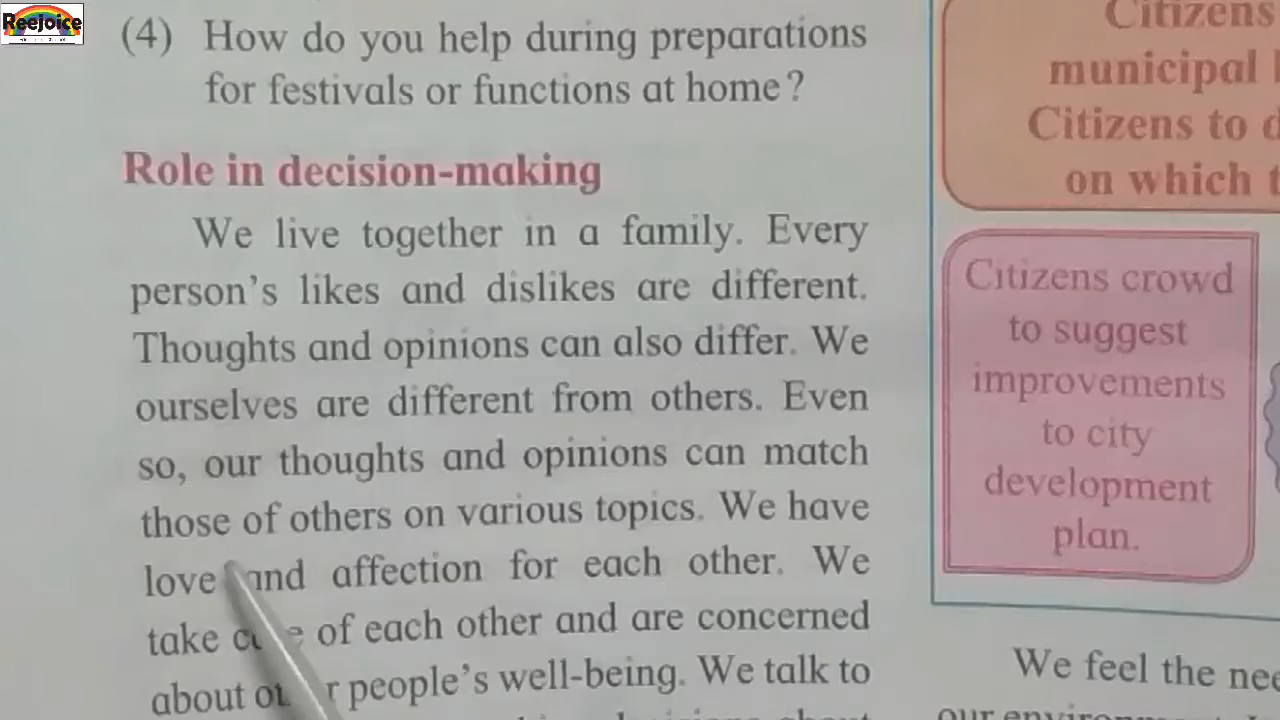 Reejoice
(4) How do you help during preparations
for festivals or functions at home?
Role in decision-making
We live together in a family. Every
person's likes and dislikes are different.
Thoughts and opinions can also differ. We
ourselves are different from others. Even
so, our thoughts and opinions can match
those of others on various topics. We have
love and affection for each other. We
take care of each other and are concerned
about other people's well-being. We talk to
Citizens
municipal
Citizens to
on which
Citizens crowd
to suggest
improvements
to city
development
plan.
We feel the
our